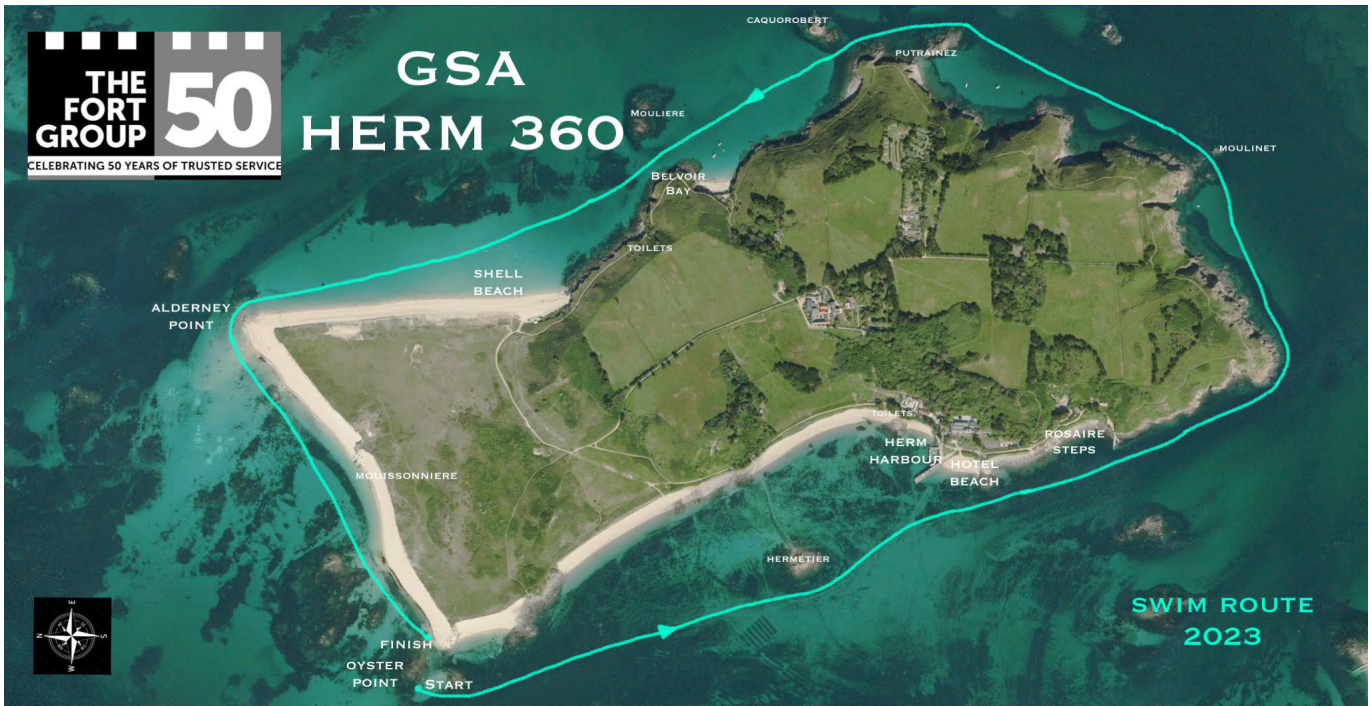 THE
FORT
GROUP
50
CELEBRATING 50 YEARS OF TRUSTED SERVICE
GSA
HERM 360
CAQUOROBERT
PUTRAINEZ
MOULIERE
MOULINET
BELVOIR
BAY
TOILETS
SHELL
BEACH
ALDERNEY
POINT
TOILETS
HERM
HARBOUR
ROSAIRE
STEPS
HOTEL
BEACH
MOUISSONNIERE
HERMETIER
SWIM ROUTE
2023
FINISH
OYSTER
POINT
START
E
N
S
W